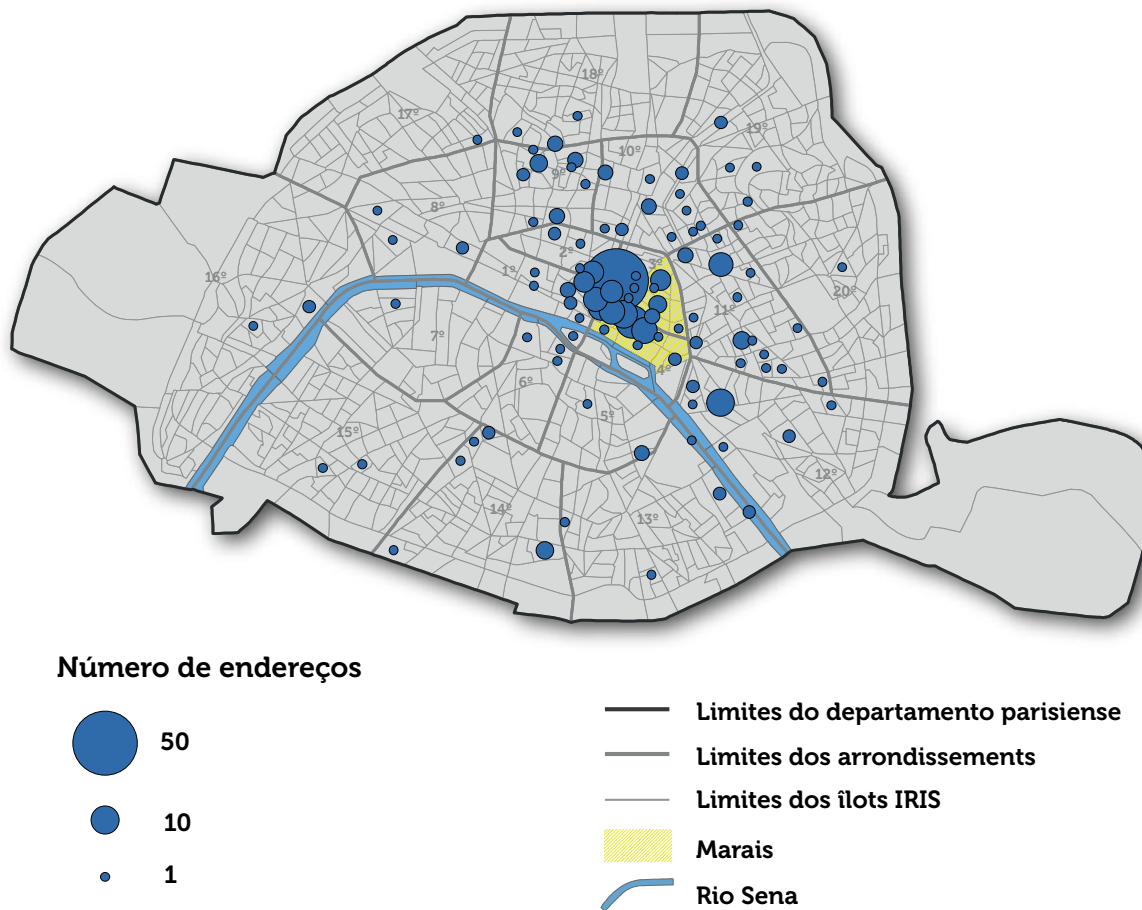 18º
17º
19º
10º
9º
8º
2º
3º
1º
16º
20º
11º
7º
4º
6º
5º
15º
12º
14º
13º
Número de endereços
50
10
1
Limites do departamento parisiense
Limites dos arrondissements
Limites dos îlots IRIS
Marais
Rio Sena